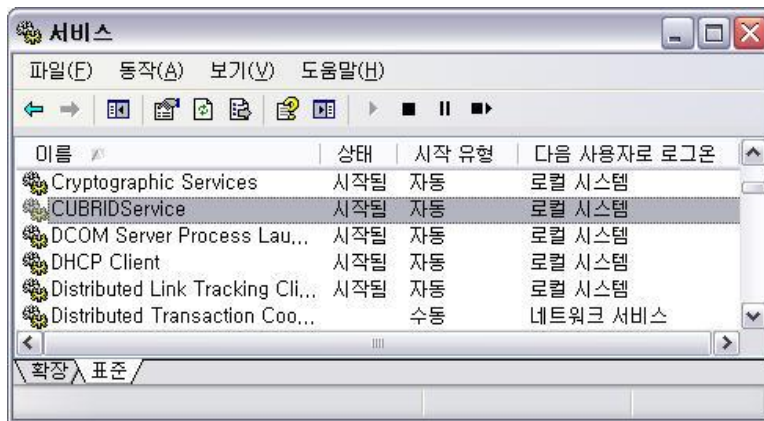 서비스
파일(F) 동작(A) 보기(V) 도움말(H)
이름 상태 시작 유형 다음 사용자로 로그온
Cryptographic Services 시작됨 자동 로컬 시스템
CUBRIDService 시작됨 자동 로컬 시스템
DCOM Server Process Lau... 시작됨 자동 로컬 시스템
DHCP Client 시작됨 자동 로컬 시스템
Distributed Link Tracking Cli... 시작됨 자동 로컬 시스템
Distributed Transaction Coo... 수동 네트워크 서비스
확장 표준